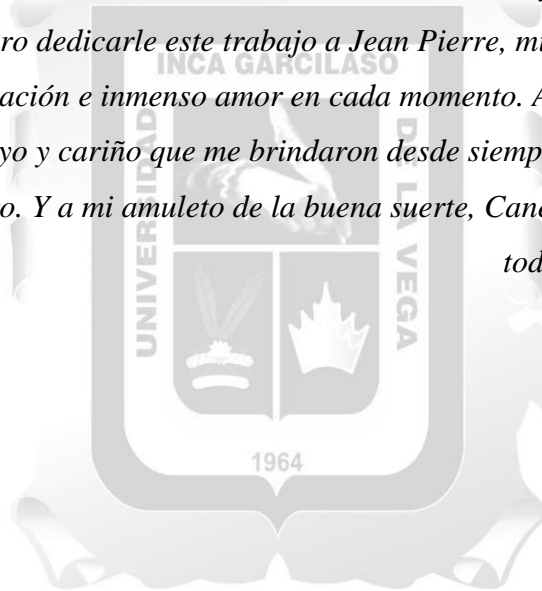 ro dedicarle este trabajo a Jean Pierre, mi
ación e inmenso amor en cada momento. A
yo y cariño que me brindaron desde siemp
o. Y a mi amuleto de la buena suerte, Can
tod
UNIVERSIDAD
INCA GARCILASO
DE LA VEGA
1964